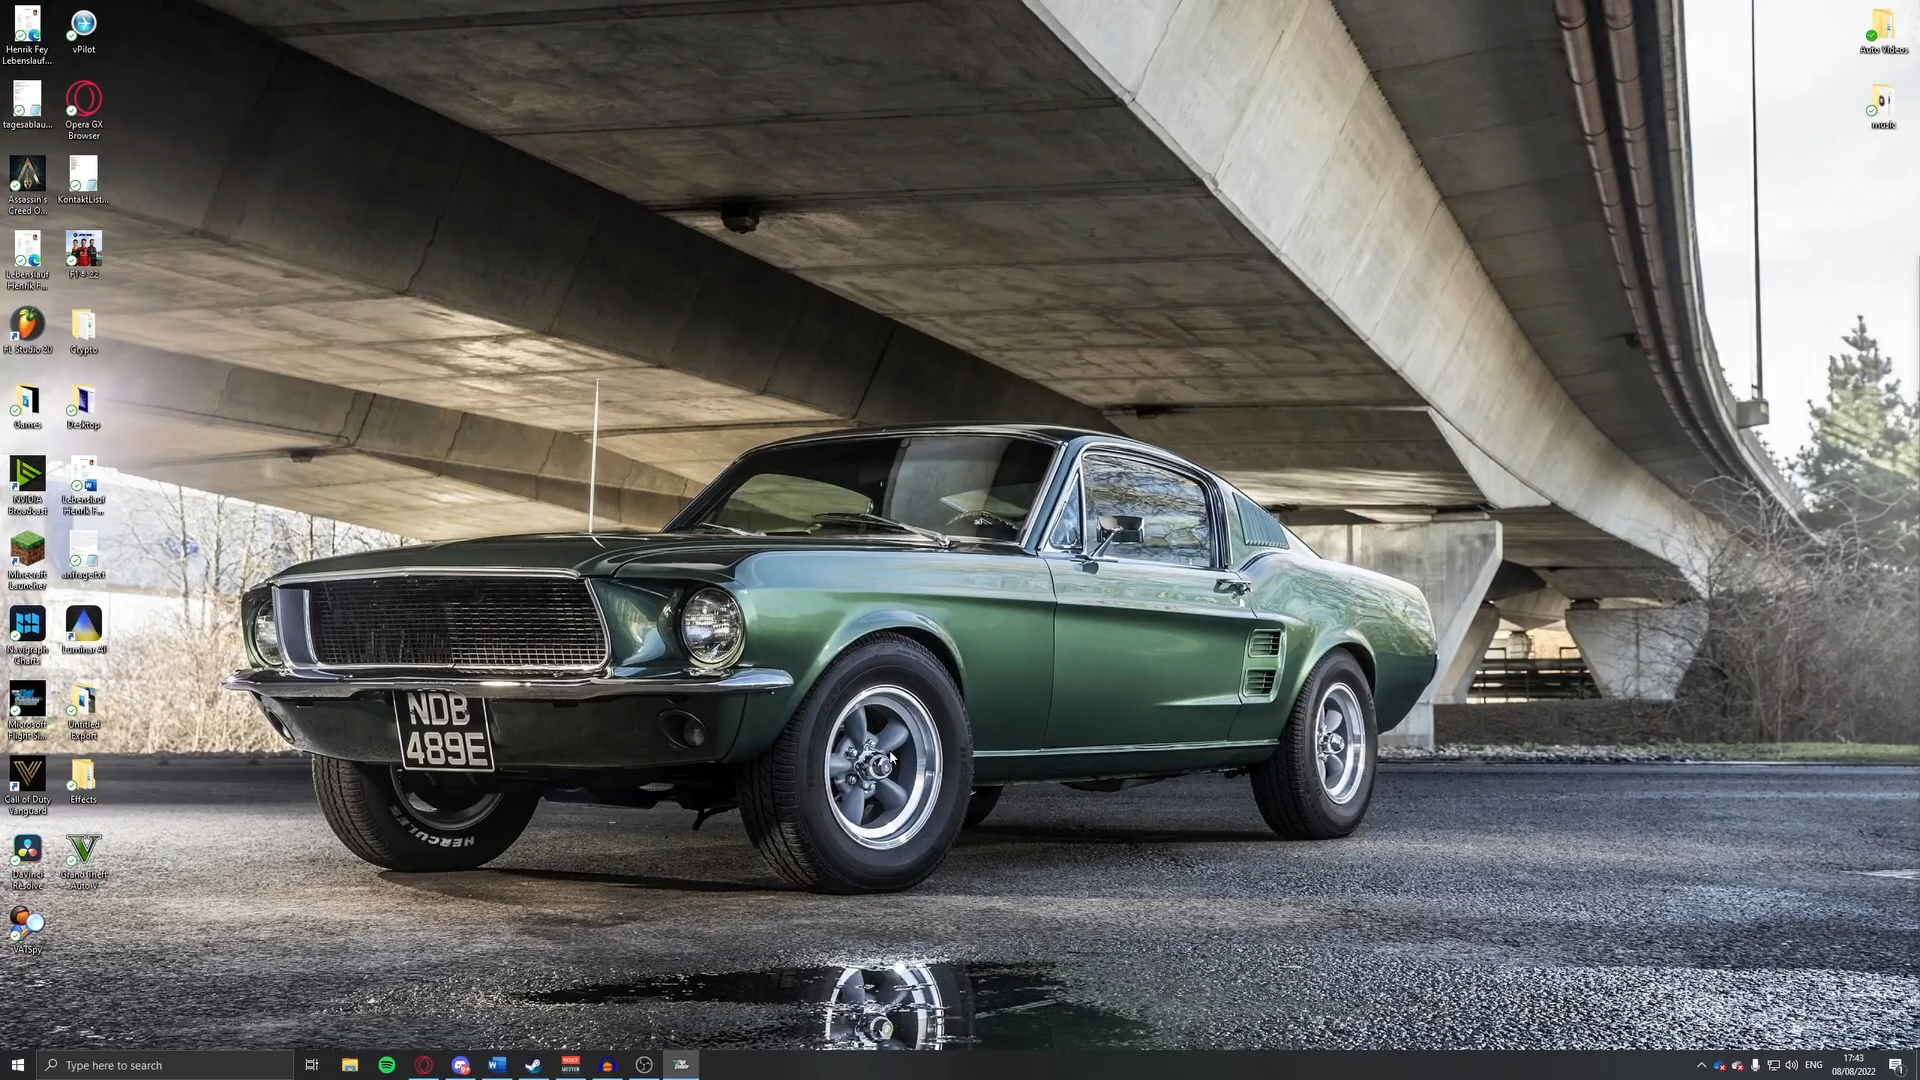 Henrik Fey
Lebenslauf...
vPilot
tagesablau...
Opera GX
Browser
Assassin's
Creed O...
KontaktList...
Lebenslauf
Henrik F...
F1® 22
FL Studio 20
Crypto
Games
Desktop
NVIDIA
Broadcast
Lebenslauf
Henrik F...
Minecraft
Launcher
anfragetxt
Navigraph
Charts
Luminar AI
Microsoft
Flight Si...
Untitled
Export
Call of Duty
Vanguard
Effects
DaVinci
Resolve
Grand Theft
Auto V
VATSpy
Auto Videos
music
NDB
489E
HERCULES
Type here to search
VOICE
ENG
17:43
08/08/2022